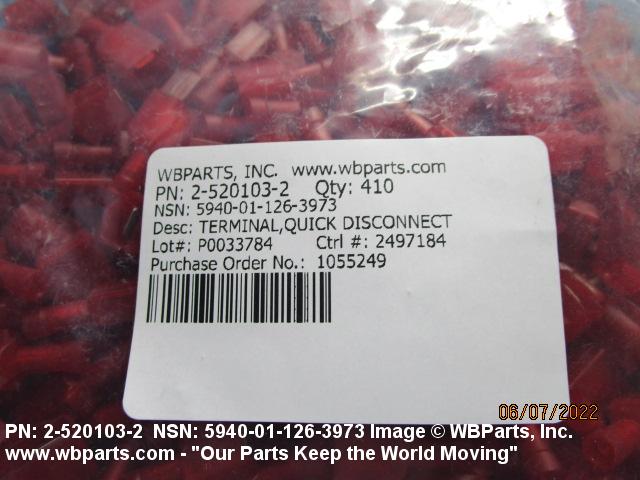 WBPARTS, INC. www.wbparts.com
PN: 2-520103-2 Qty: 410
NSN: 5940-01-126-3973
Desc: TERMINAL,QUICK DISCONNECT
Lot#: P0033784 Ctrl #: 2497184
Purchase Order No.: 1055249
06/07/2022
PN: 2-520103-2 NSN: 5940-01-126-3973 Image © WBParts, Inc.
www.wbparts.com - "Our Parts Keep the World Moving"